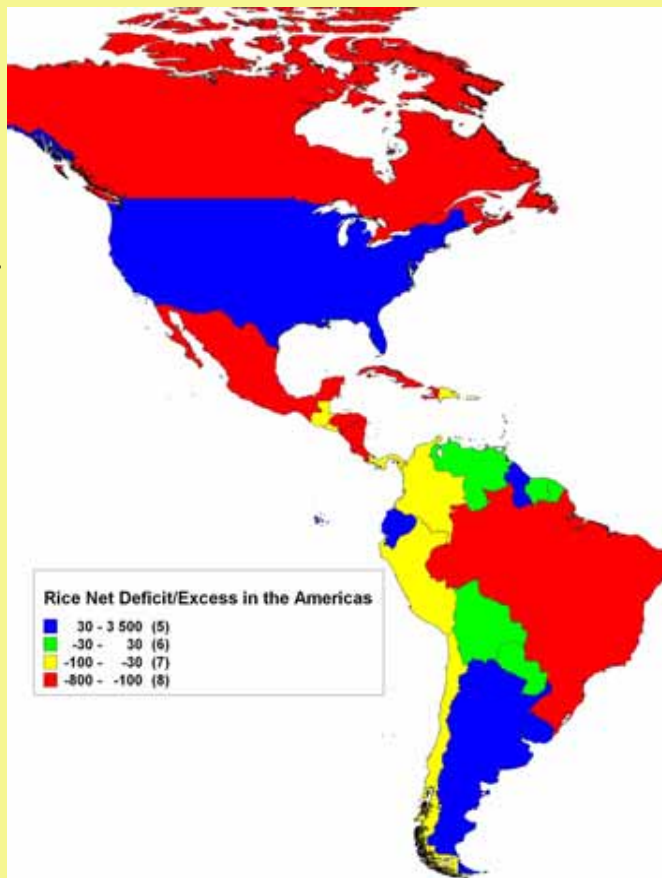 Rice Net Deficit/Excess in the Americas
30 - 3 500 (5)
-30 - 30 (6)
-100 - -30 (7)
-800 - -100 (8)